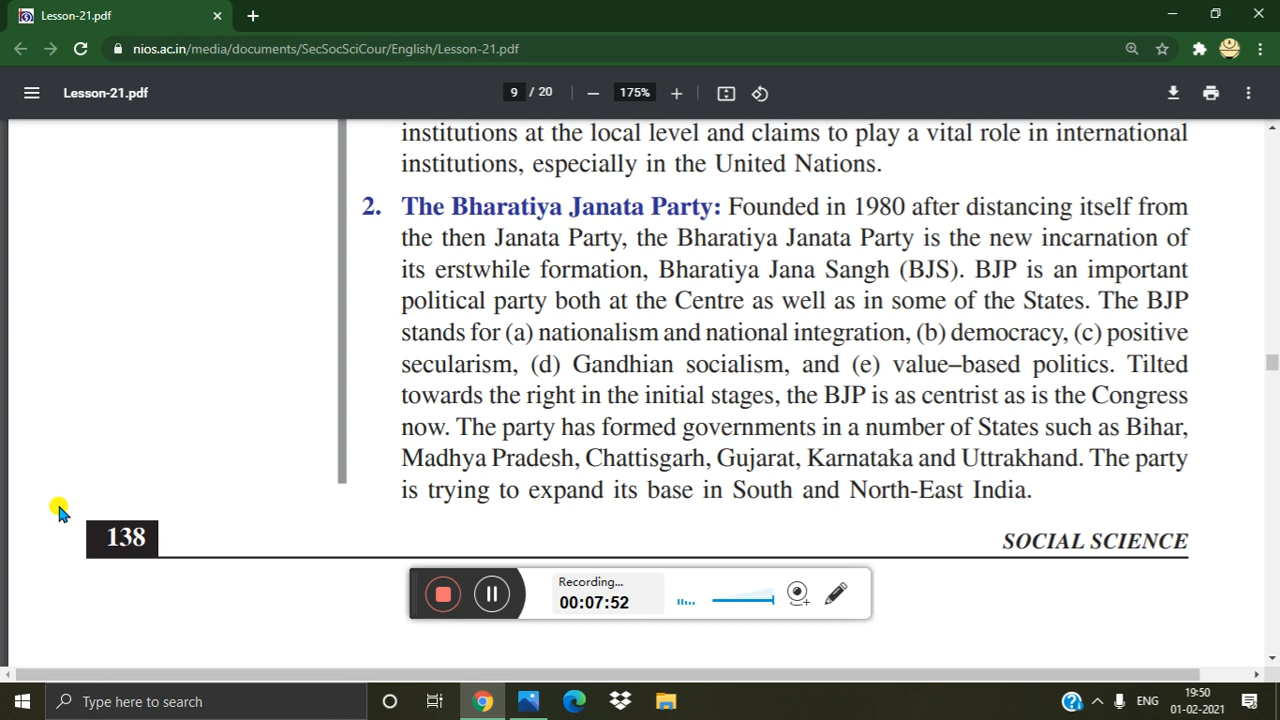 Lesson-21.pdf
nios.ac.in/media/documents/SecSocSciCour/English/Lesson-21.pdf
Lesson-21.pdf 9 / 20 175%
institutions at the local level and claims to play a vital role in international
institutions, especially in the United Nations.
2. The Bharatiya Janata Party: Founded in 1980 after distancing itself from
the then Janata Party, the Bharatiya Janata Party is the new incarnation of
its erstwhile formation, Bharatiya Jana Sangh (BJS). BJP is an important
political party both at the Centre as well as in some of the States. The BJP
stands for (a) nationalism and national integration, (b) democracy, (c) positive
secularism, (d) Gandhian socialism, and (e) value–based politics. Tilted
towards the right in the initial stages, the BJP is as centrist as is the Congress
now. The party has formed governments in a number of States such as Bihar,
Madhya Pradesh, Chattisgarh, Gujarat, Karnataka and Uttrakhand. The party
is trying to expand its base in South and North-East India.
138 SOCIAL SCIENCE
Recording...
00:07:52
Type here to search
ENG
19:50
01-02-2021